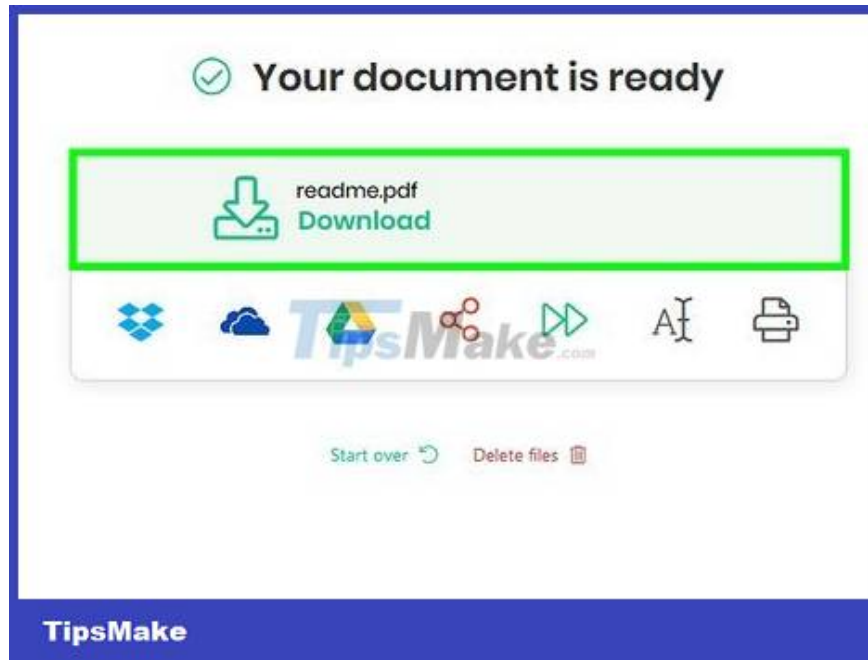 Your document is ready
readme.pdf
Download
TipsMake.com
Start over
Delete files
TipsMake